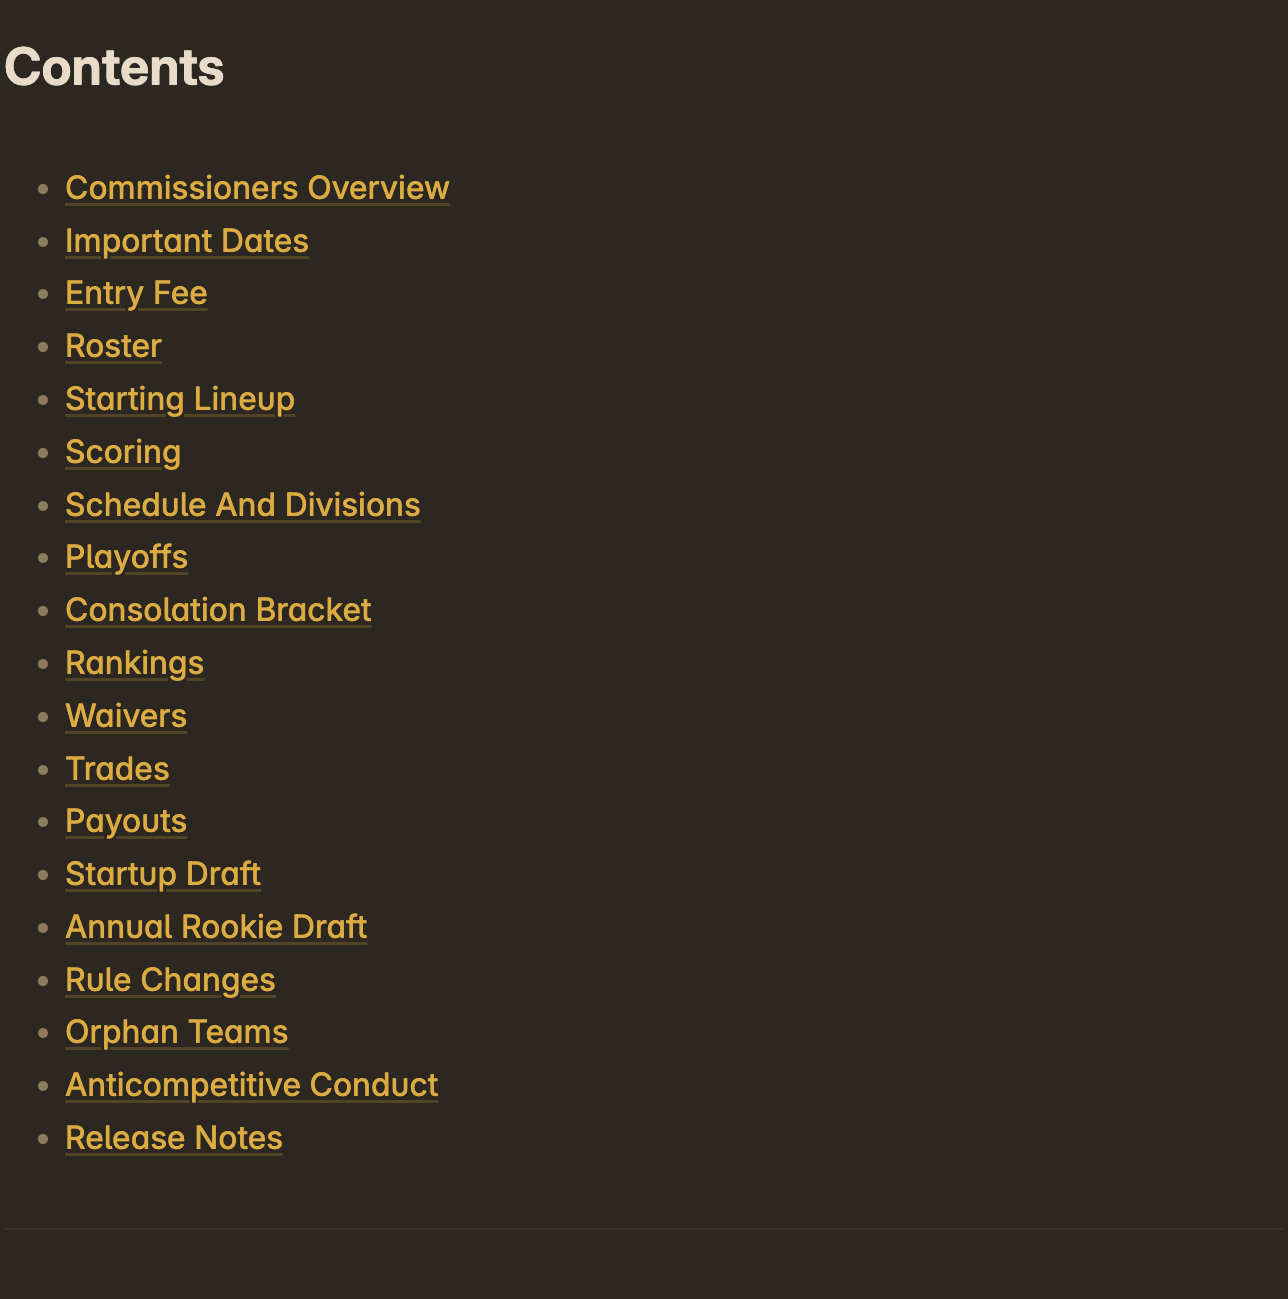 Contents
Commissioners Overview
Important Dates
Entry Fee
Roster
Starting Lineup
Scoring
Schedule And Divisions
Playoffs
Consolation Bracket
Rankings
Waivers
Trades
Payouts
Startup Draft
Annual Rookie Draft
Rule Changes
Orphan Teams
Anticompetitive Conduct
Release Notes